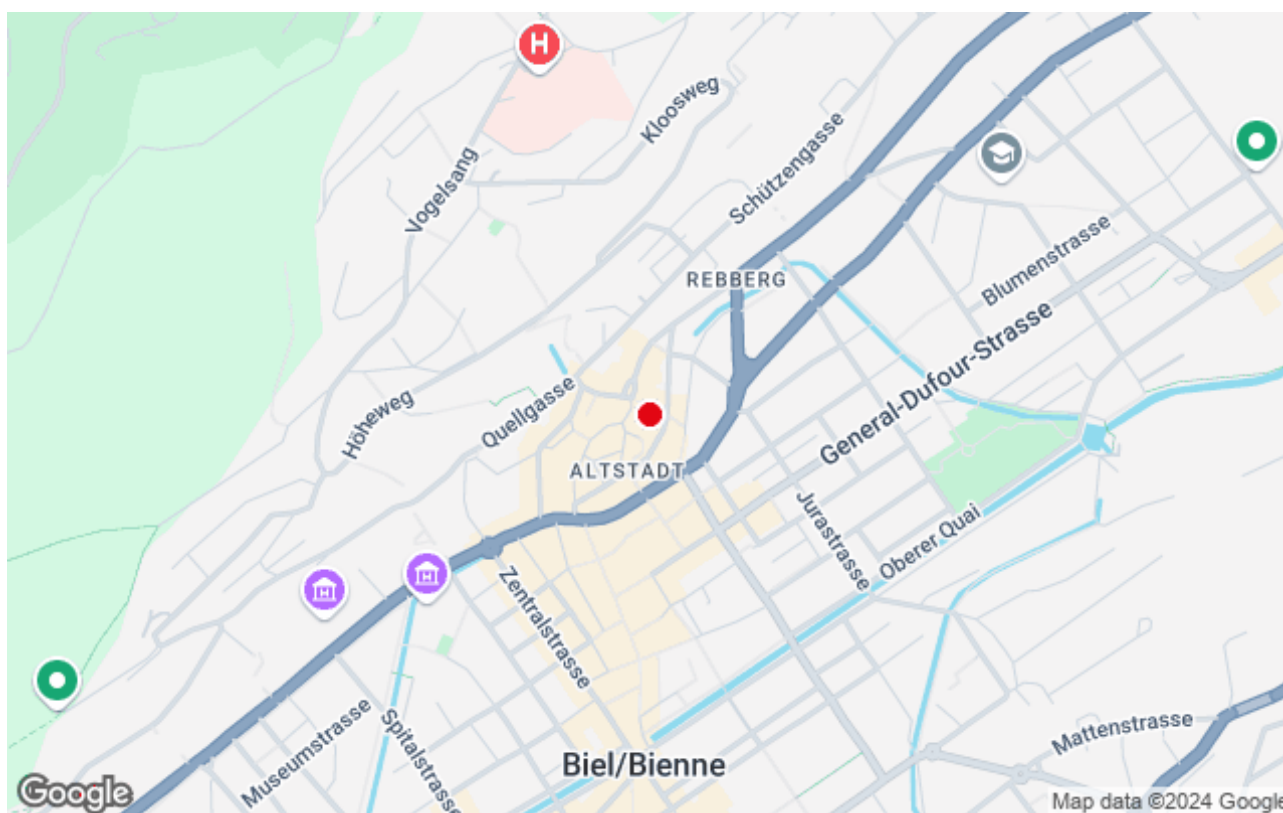 H
Kloosweg
Schützengasse
Vogelsang
REBBERG
Blumenstrasse
General-Dufour-Strasse
Höheweg
Quellgasse
ALTSTADT
Jurastrasse
Oberer Quai
Zentralstrasse
Museumstrasse
Spitalstrasse
Mattenstrasse
Biel/Bienne
Google
Map data ©2024 Google